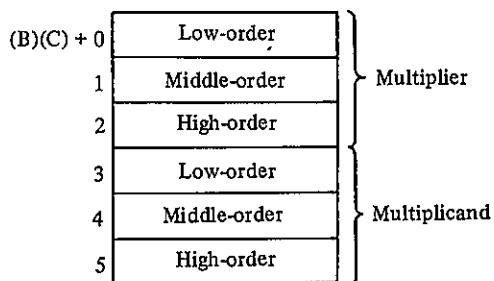 (B)(C) + 0 Low-order
1 Middle-order
2 High-order
Multiplier
3 Low-order
4 Middle-order
5 High-order
Multiplicand